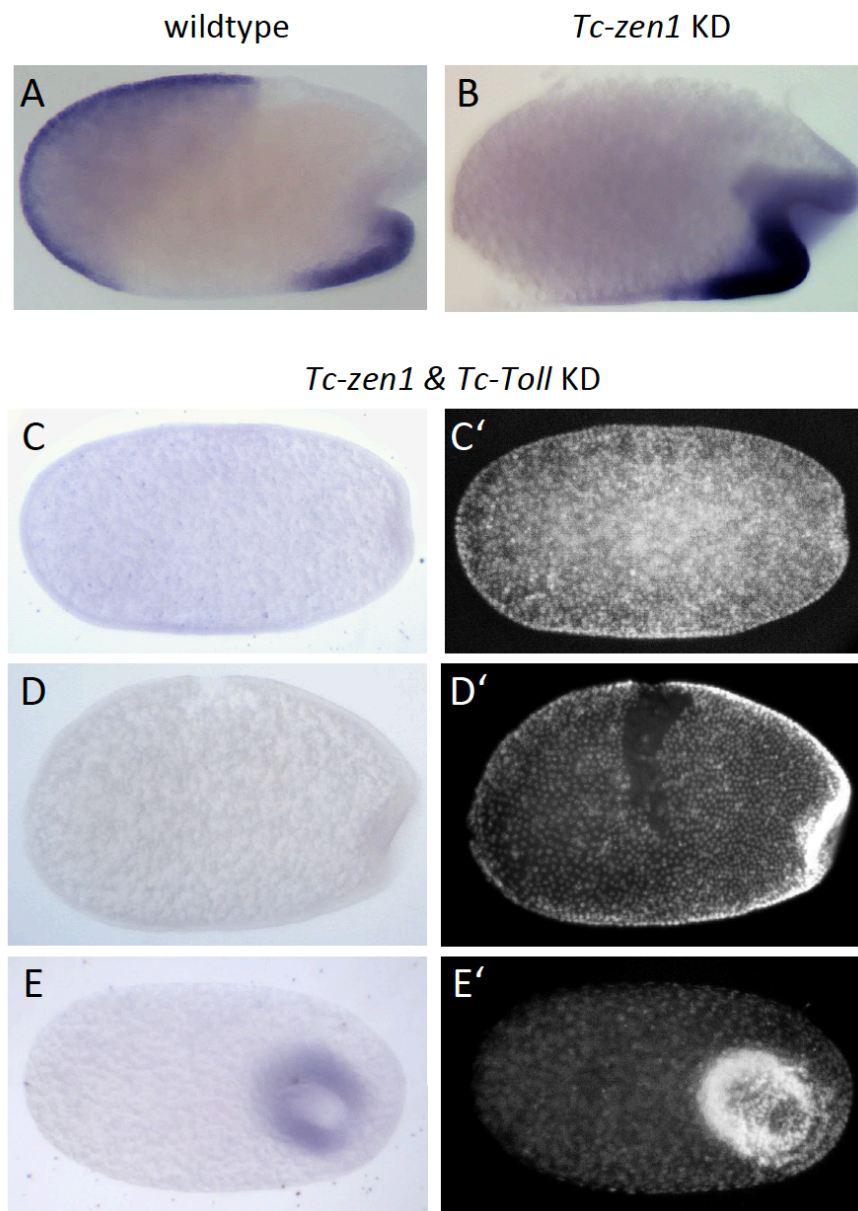 wildtype Tc-zen1 KD
A B
Tc-zen1 & Tc-Toll KD
C C‘
D D‘
E E‘